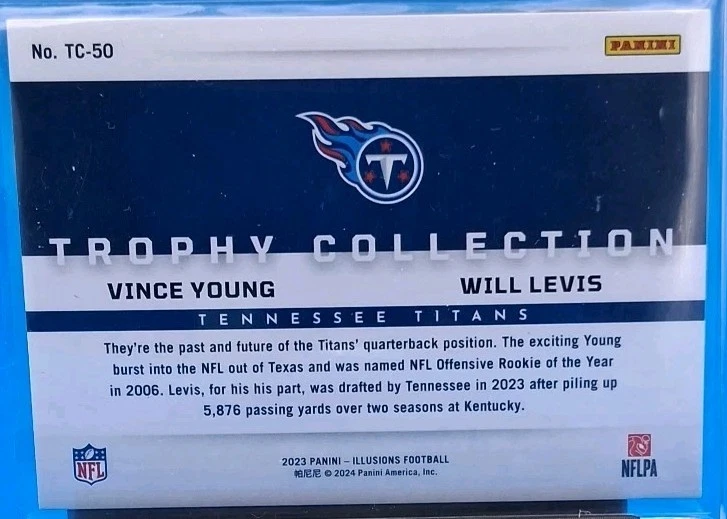 No. TC-50
PANINI
T
TROPHY COLLECTION
VINCE YOUNG
WILL LEVIS
TENNESSEE TITANS
They're the past and future of the Titans' quarterback position. The exciting Young
burst into the NFL out of Texas and was named NFL Offensive Rookie of the Year
in 2006. Levis, for his his part, was drafted by Tennessee in 2023 after piling up
5,876 passing yards over two seasons at Kentucky.
NFL
2023 PANINI – ILLUSIONS FOOTBALL
帕尼尼 © 2024 Panini America, Inc.
NFLPA